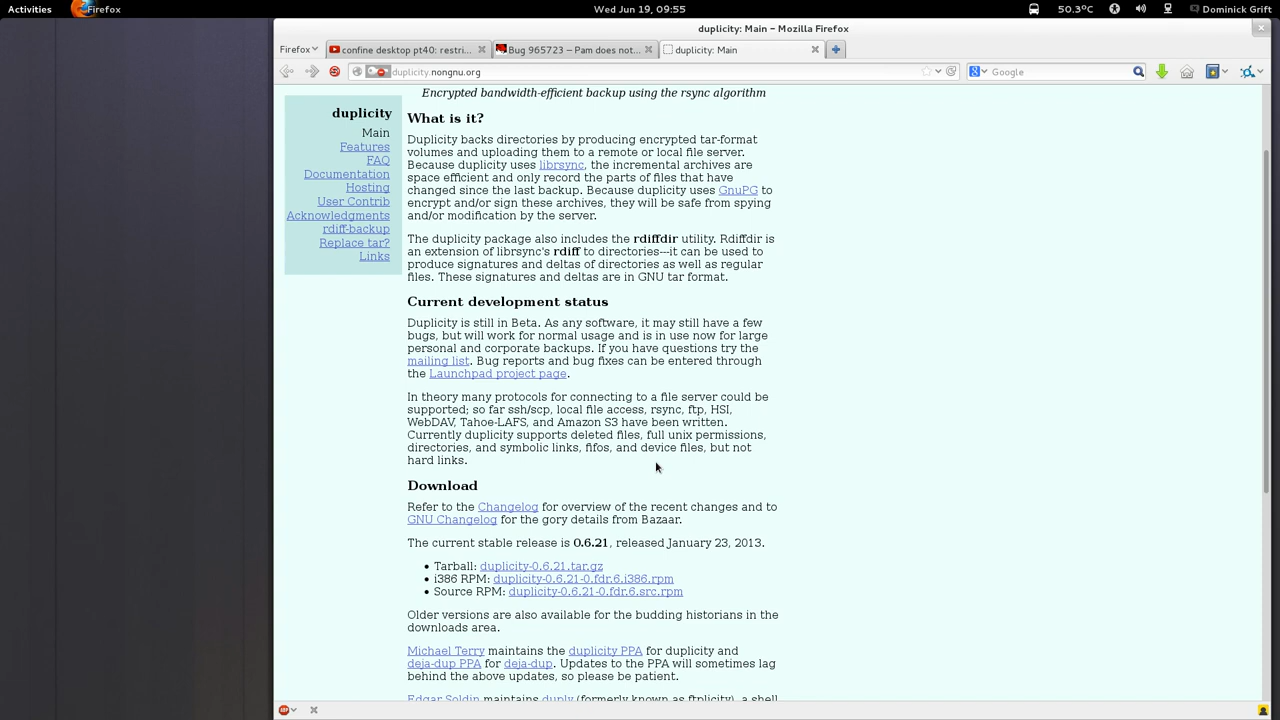 Activities Firefox Wed Jun 19, 09:55 50.3°C Dominick Grift
duplicity: Main – Mozilla Firefox
Firefox confine desktop pt40: restri... Bug 965723 – Pam does not... duplicity: Main
duplicity.nongnu.org Google
Encrypted bandwidth-efficient backup using the rsync algorithm
duplicity
Main
Features
FAQ
Documentation
Hosting
User Contrib
Acknowledgments
rdiff-backup
Replace tar?
Links
What is it?
Duplicity backs directories by producing encrypted tar-format
volumes and uploading them to a remote or local file server.
Because duplicity uses librsync, the incremental archives are
space efficient and only record the parts of files that have
changed since the last backup. Because duplicity uses GnuPG to
encrypt and/or sign these archives, they will be safe from spying
and/or modification by the server.
The duplicity package also includes the rdiffdir utility. Rdiffdir is
an extension of librsync's rdiff to directories---it can be used to
produce signatures and deltas of directories as well as regular
files. These signatures and deltas are in GNU tar format.
Current development status
Duplicity is still in Beta. As any software, it may still have a few
bugs, but will work for normal usage and is in use now for large
personal and corporate backups. If you have questions try the
mailing list. Bug reports and bug fixes can be entered through
the Launchpad project page.
In theory many protocols for connecting to a file server could be
supported; so far ssh/scp, local file access, rsync, ftp, HSI,
WebDAV, Tahoe-LAFS, and Amazon S3 have been written.
Currently duplicity supports deleted files, full unix permissions,
directories, and symbolic links, fifos, and device files, but not
hard links.
Download
Refer to the Changelog for overview of the recent changes and to
GNU Changelog for the gory details from Bazaar.
The current stable release is 0.6.21, released January 23, 2013.
• Tarball: duplicity-0.6.21.tar.gz
• i386 RPM: duplicity-0.6.21-0.fdr.6.i386.rpm
• Source RPM: duplicity-0.6.21-0.fdr.6.src.rpm
Older versions are also available for the budding historians in the
downloads area.
Michael Terry maintains the duplicity PPA for duplicity and
deja-dup PPA for deja-dup. Updates to the PPA will sometimes lag
behind the above updates, so please be patient.
Edgar Soldin maintains duply (formerly known as ftplicity), a shell